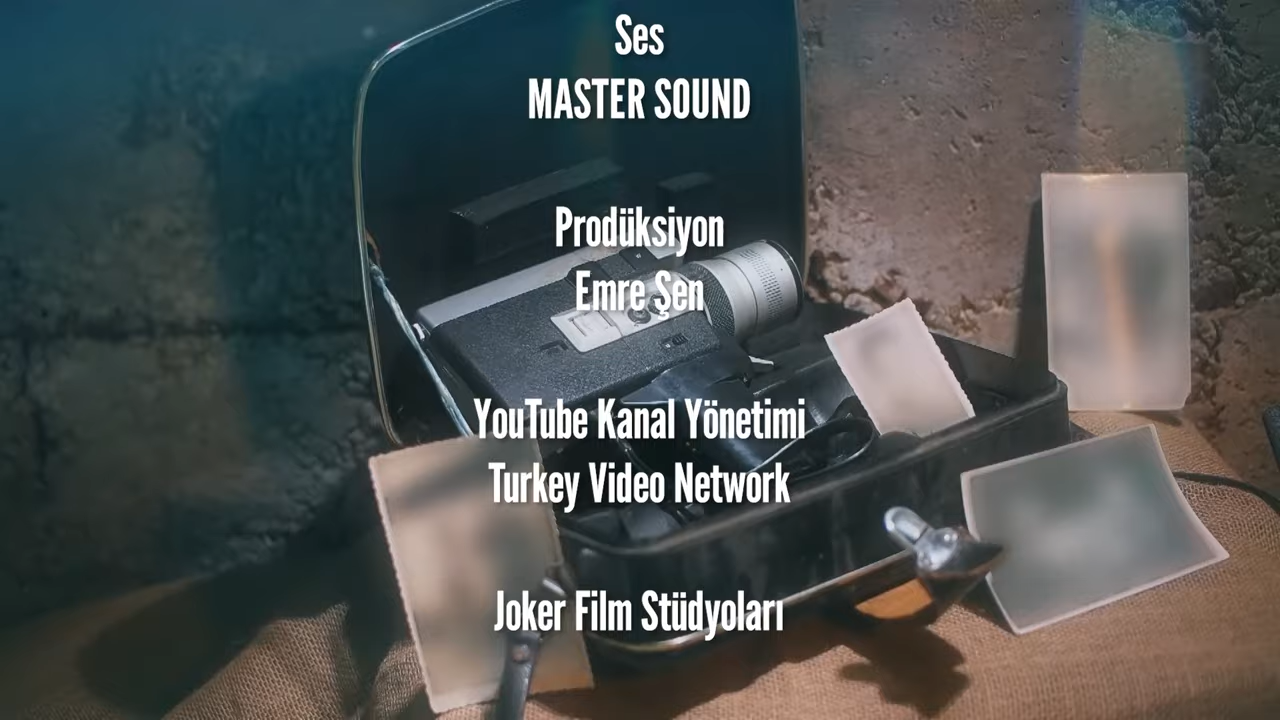 Ses
MASTER SOUND
Prodüksiyon
Emre Şen
YouTube Kanal Yönetimi
Turkey Video Network
Joker Film Stüdyoları